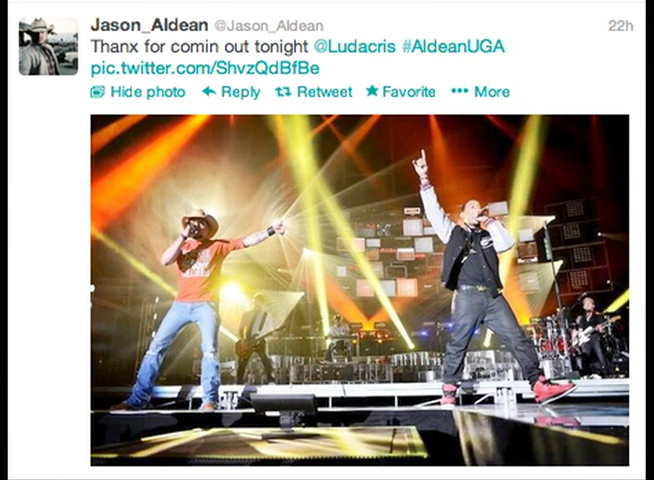 Jason_Aldean @Jason_Aldean 22h
Thanx for comin out tonight @Ludacris #AldeanUGA
pic.twitter.com/ShvzQdBfBe
Hide photo Reply Retweet Favorite More